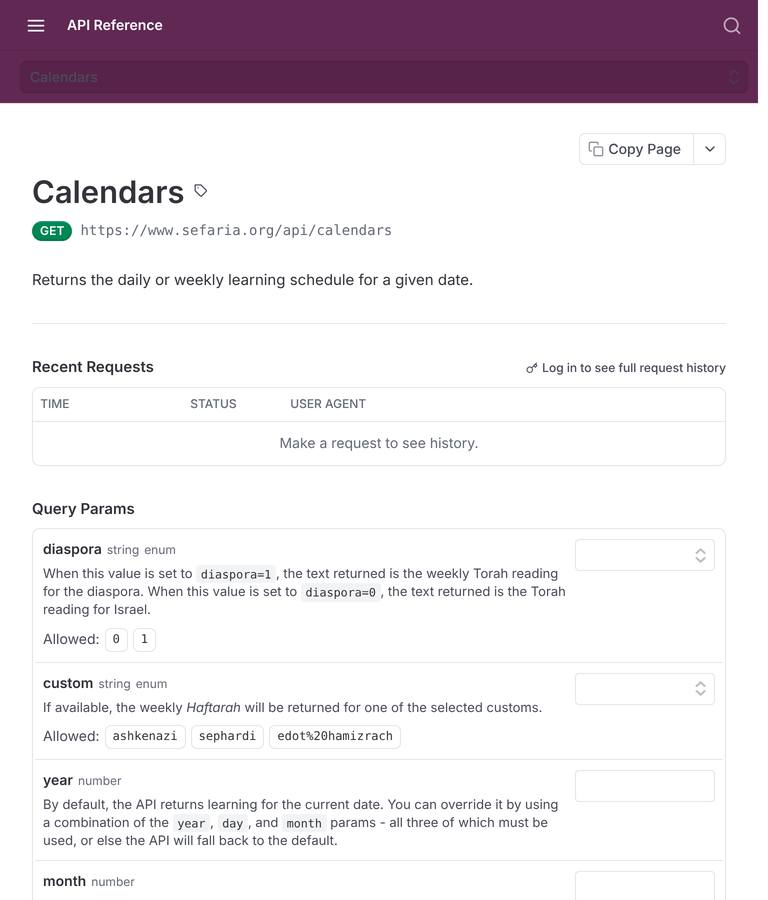 API Reference
Calendars
Copy Page
Calendars
GET https://www.sefaria.org/api/calendars
Returns the daily or weekly learning schedule for a given date.
Recent Requests
Log in to see full request history
TIME STATUS USER AGENT
Make a request to see history.
Query Params
diaspora string enum
When this value is set to diaspora=1, the text returned is the weekly Torah reading
for the diaspora. When this value is set to diaspora=0, the text returned is the Torah
reading for Israel.
Allowed: 0 1
custom string enum
If available, the weekly Haftarah will be returned for one of the selected customs.
Allowed: ashkenazi sephardi edot%20hamizrach
year number
By default, the API returns learning for the current date. You can override it by using
a combination of the year, day, and month params - all three of which must be
used, or else the API will fall back to the default.
month number